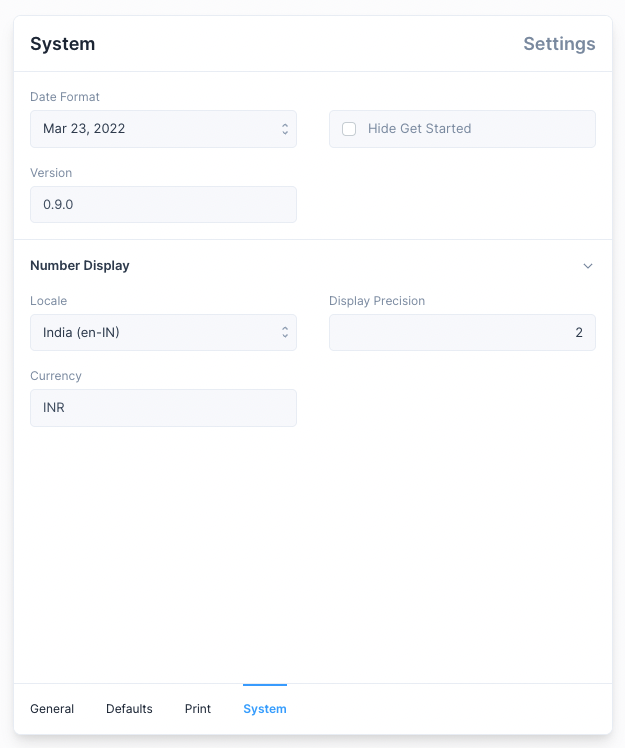 System
Settings
Date Format
Mar 23, 2022
Hide Get Started
Version
0.9.0
Number Display
Locale
Display Precision
India (en-IN)
2
Currency
INR
General Defaults Print System